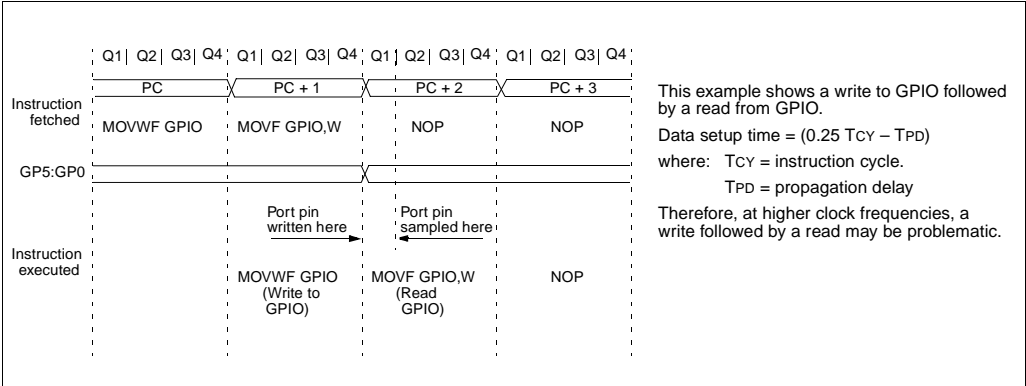 Q1| Q2| Q3| Q4 Q1| Q2| Q3| Q4 Q1| Q2| Q3| Q4 Q1| Q2| Q3| Q4
PC PC + 1 PC + 2 PC + 3
Instruction
fetched
MOVWF GPIO MOVF GPIO,W NOP NOP
GP5:GP0
Port pin
written here
Port pin
sampled here
Instruction
executed
MOVWF GPIO
(Write to
GPIO)
MOVF GPIO,W
(Read
GPIO)
NOP
This example shows a write to GPIO followed
by a read from GPIO.
Data setup time = (0.25 TCY – TPD)
where: TCY = instruction cycle.
TPD = propagation delay
Therefore, at higher clock frequencies, a
write followed by a read may be problematic.